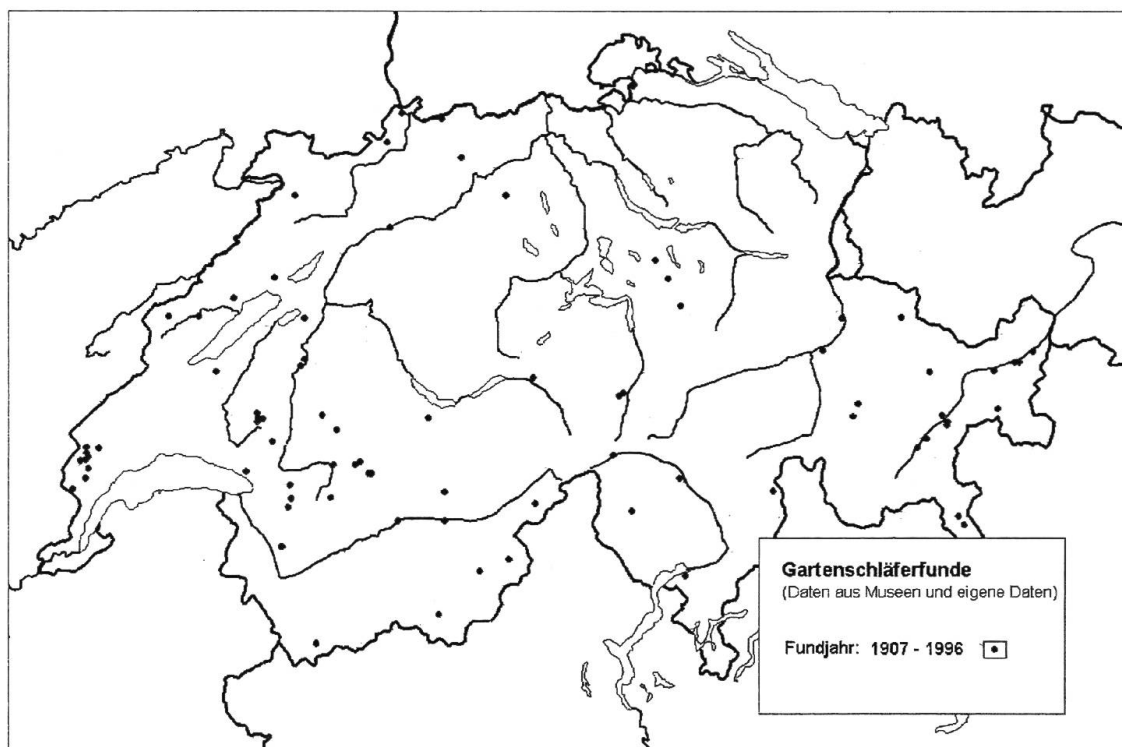 Gartenschläferfunde
(Daten aus Museen und eigene Daten)
Fundjahr: 1907 - 1996